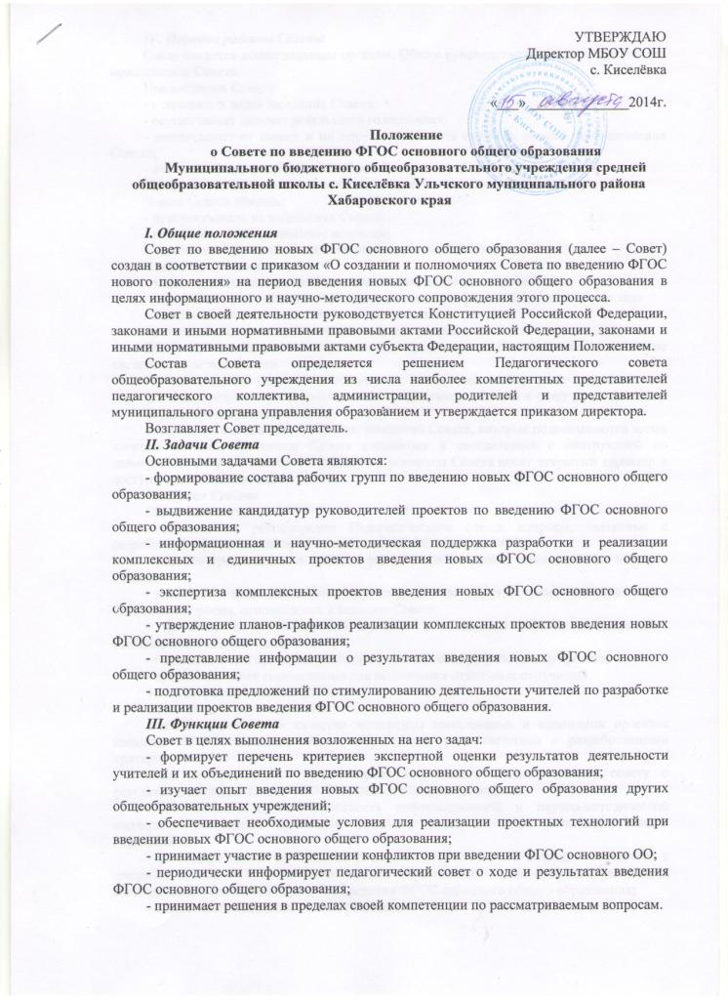 УТВЕРЖДАЮ
Директор МБОУ СОШ
с. Киселёвка
«15» августа 2014г.
Положение
о Совете по введению ФГОС основного общего образования
Муниципального бюджетного общеобразовательного учреждения средней
общеобразовательной школы с. Киселёвка Ульчского муниципального района
Хабаровского края
I. Общие положения
Совет по введению новых ФГОС основного общего образования (далее – Совет)
создан в соответствии с приказом «О создании и полномочиях Совета по введению ФГОС
нового поколения» на период введения новых ФГОС основного общего образования в
целях информационного и научно-методического сопровождения этого процесса.
Совет в своей деятельности руководствуется Конституцией Российской Федерации,
законами и иными нормативными правовыми актами Российской Федерации, законами и
иными нормативными правовыми актами субъекта Федерации, настоящим Положением.
Состав Совета определяется решением Педагогического совета
общеобразовательного учреждения из числа наиболее компетентных представителей
педагогического коллектива, администрации, родителей и представителей
муниципального органа управления образованием и утверждается приказом директора.
Возглавляет Совет председатель.
II. Задачи Совета
Основными задачами Совета являются:
- формирование состава рабочих групп по введению новых ФГОС основного общего
образования;
- выдвижение кандидатур руководителей проектов по введению ФГОС основного
общего образования;
- информационная и научно-методическая поддержка разработки и реализации
комплексных и единичных проектов введения новых ФГОС основного общего
образования;
- экспертиза комплексных проектов введения новых ФГОС основного общего
образования;
- утверждение планов-графиков реализации комплексных проектов введения новых
ФГОС основного общего образования;
- представление информации о результатах введения новых ФГОС основного
общего образования;
- подготовка предложений по стимулированию деятельности учителей по разработке
и реализации проектов введения ФГОС основного общего образования.
III. Функции Совета
Совет в целях выполнения возложенных на него задач:
- формирует перечень критериев экспертной оценки результатов деятельности
учителей и их объединений по введению ФГОС основного общего образования;
- изучает опыт введения новых ФГОС основного общего образования других
общеобразовательных учреждений;
- обеспечивает необходимые условия для реализации проектных технологий при
введении новых ФГОС основного общего образования;
- принимает участие в разрешении конфликтов при введении ФГОС основного ОО;
- периодически информирует педагогический совет о ходе и результатах введения
ФГОС основного общего образования;
- принимает решения в пределах своей компетенции по рассматриваемым вопросам.